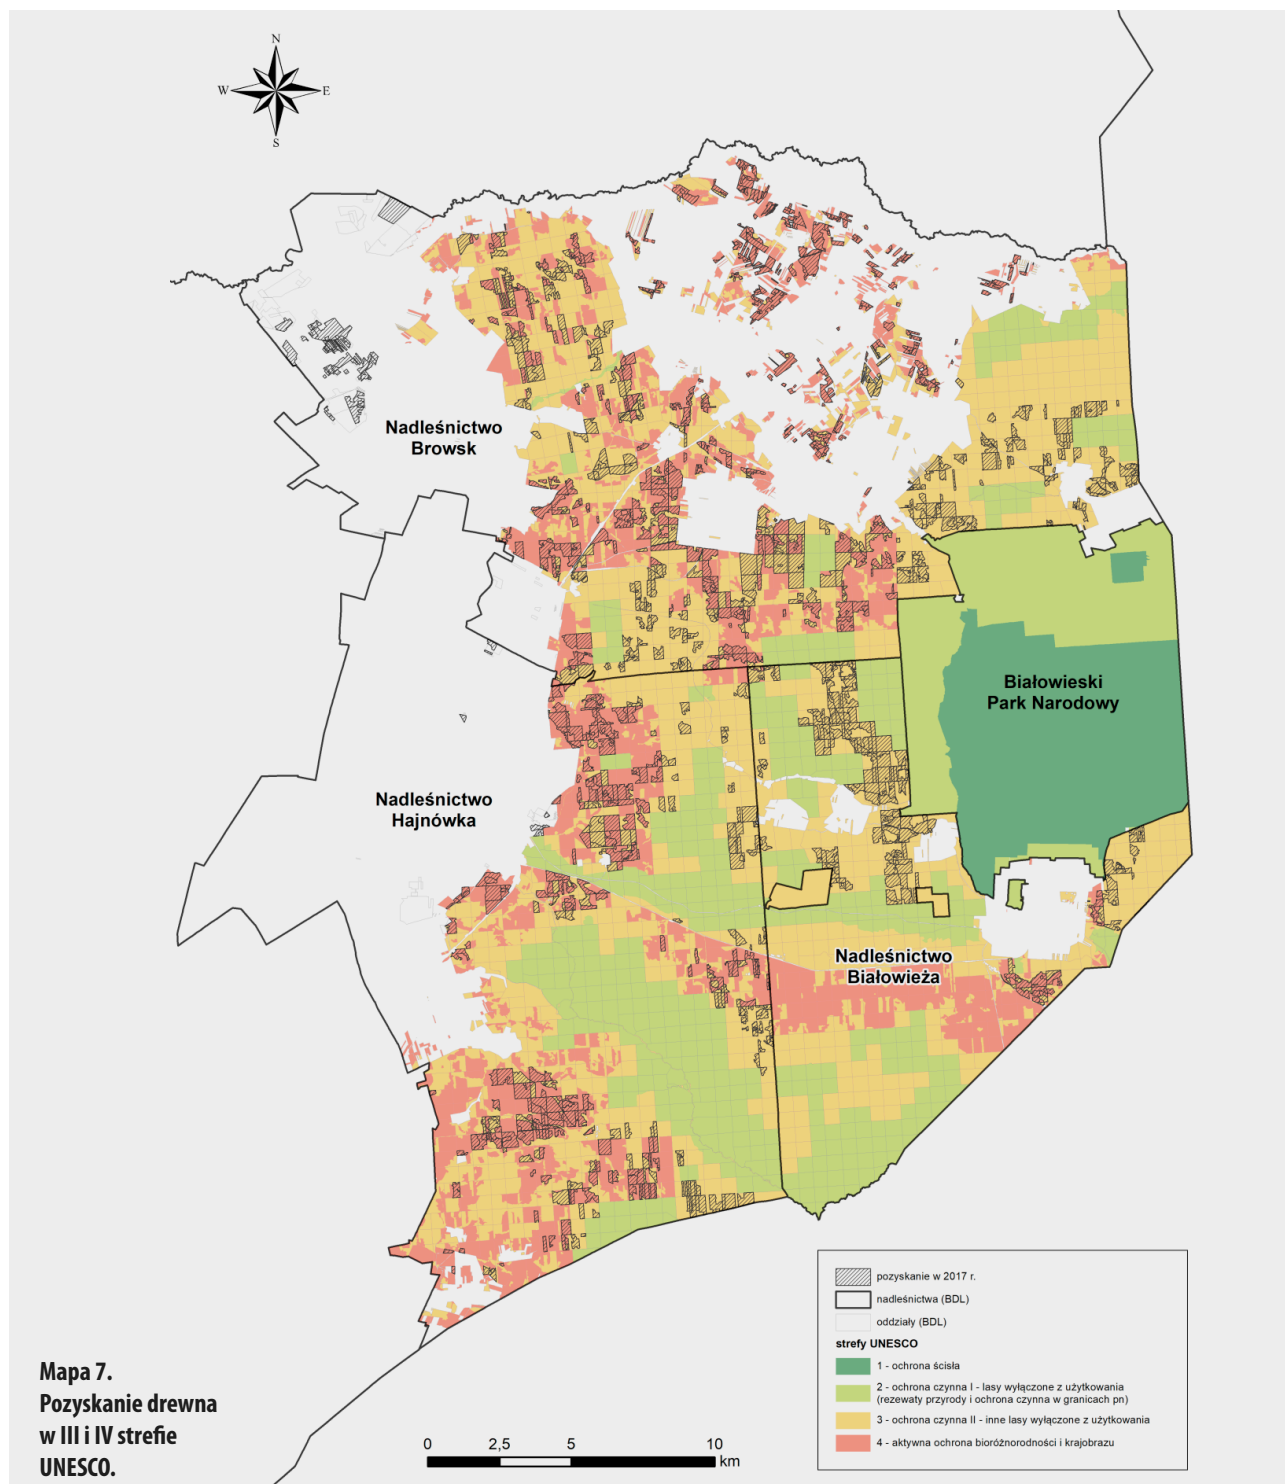 N
W
E
S
Nadleśnictwo
Browsk
Białowieski
Park Narodowy
Nadleśnictwo
Hajnówka
Nadleśnictwo
Białowieża
pozyskanie w 2017 r.
nadleśnictwa (BDL)
oddziały (BDL)
strefy UNESCO
1 - ochrona ścisła
2 - ochrona czynna I - lasy wyłączone z użytkowania
(rezewaty przyrody i ochrona czynna w granicach pn)
3 - ochrona czynna II - inne lasy wyłączone z użytkowania
4 - aktywna ochrona bioróżnorodności i krajobrazu
Mapa 7.
Pozyskanie drewna
w III i IV strefie
UNESCO.
0 2,5 5 10
km